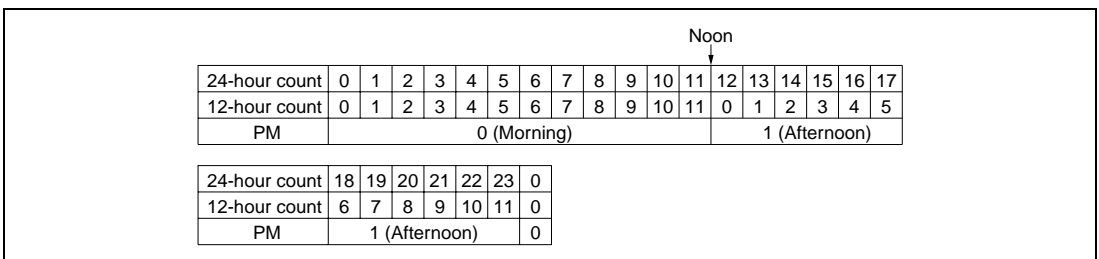 Noon
24-hour count 0 1 2 3 4 5 6 7 8 9 10 11 12 13 14 15 16 17
12-hour count 0 1 2 3 4 5 6 7 8 9 10 11 0 1 2 3 4 5
PM 0 (Morning) 1 (Afternoon)
24-hour count 18 19 20 21 22 23 0
12-hour count 6 7 8 9 10 11 0
PM 1 (Afternoon) 0